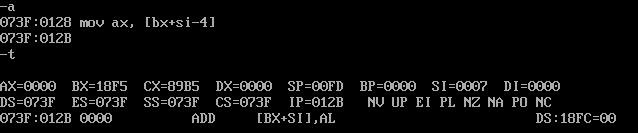 -a
073F:0128 mov ax, [bx+si-4]
073F:012B
-t
AX=0000 BX=18F5 CX=89B5 DX=0000 SP=00FD BP=0000 SI=0007 DI=0000
DS=073F ES=073F SS=073F CS=073F IP=012B NV UP EI PL NZ NA PO NC
073F:012B 0000 ADD [BX+SI],AL DS:18FC=00